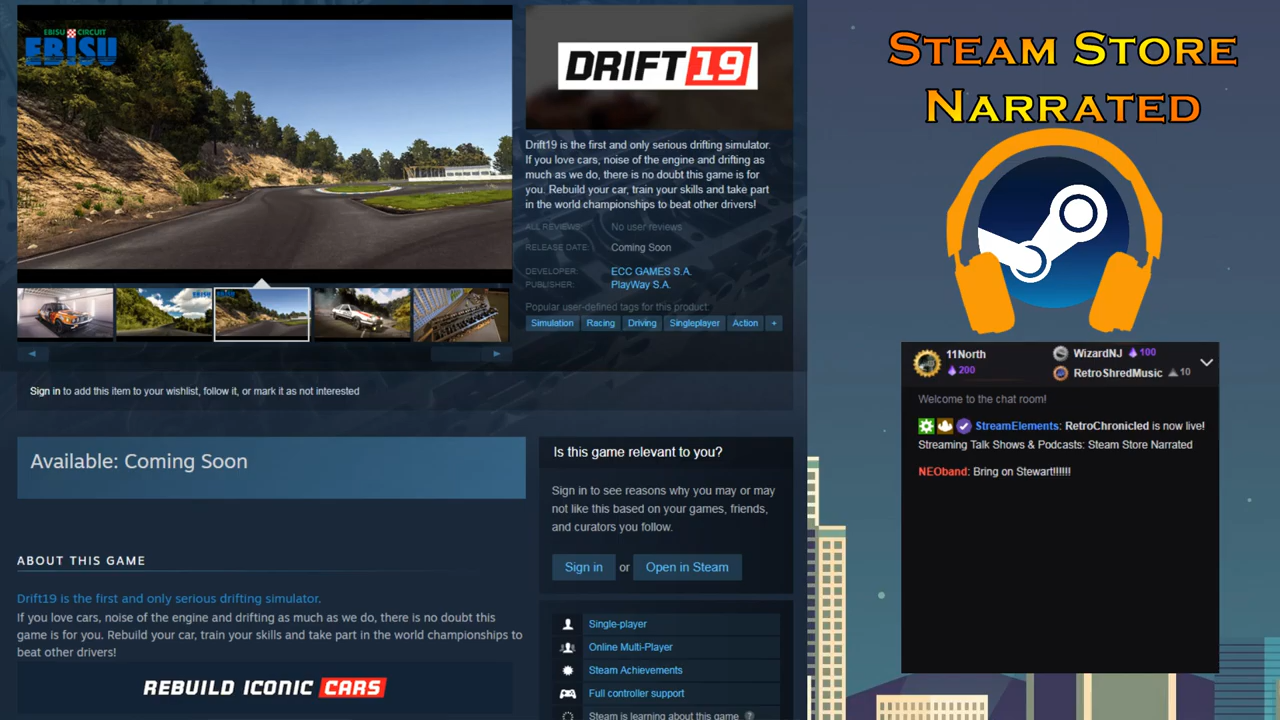 EBISU CIRCUIT
EBISU
DRIFT19
Drift19 is the first and only serious drifting simulator.
If you love cars, noise of the engine and drifting as
much as we do, there is no doubt this game is for
you. Rebuild your car, train your skills and take part
in the world championships to beat other drivers!
ALL REVIEWS: No user reviews
RELEASE DATE: Coming Soon
DEVELOPER: ECC GAMES S.A.
PUBLISHER: PlayWay S.A.
Popular user-defined tags for this product:
Simulation Racing Driving Singleplayer Action +
Sign in to add this item to your wishlist, follow it, or mark it as not interested
Available: Coming Soon
ABOUT THIS GAME
Drift19 is the first and only serious drifting simulator.
If you love cars, noise of the engine and drifting as much as we do, there is no doubt this
game is for you. Rebuild your car, train your skills and take part in the world championships to
beat other drivers!
REBUILD ICONIC CARS
Is this game relevant to you?
Sign in to see reasons why you may or may
not like this based on your games, friends,
and curators you follow.
Sign in or Open in Steam
Single-player
Online Multi-Player
Steam Achievements
Full controller support
Steam is learning about this game ?
STEAM STORE
NARRATED
11North
200
WizardNJ 100
RetroShredMusic 10
Welcome to the chat room!
StreamElements: RetroChronicled is now live!
Streaming Talk Shows & Podcasts: Steam Store Narrated
NEOband: Bring on Stewart!!!!!!